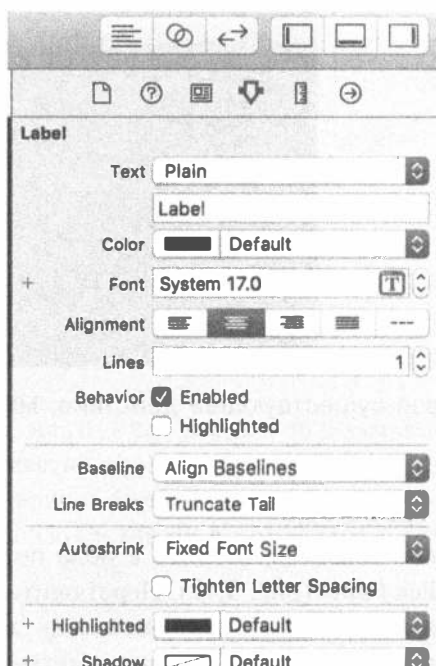 Label
Text Plain
Label
Color Default
+ Font System 17.0 T
Alignment
Lines 1
Behavior Enabled
Highlighted
Baseline Align Baselines
Line Breaks Truncate Tail
Autoshrink Fixed Font Size
Tighten Letter Spacing
+ Highlighted Default
+ Shadow Default